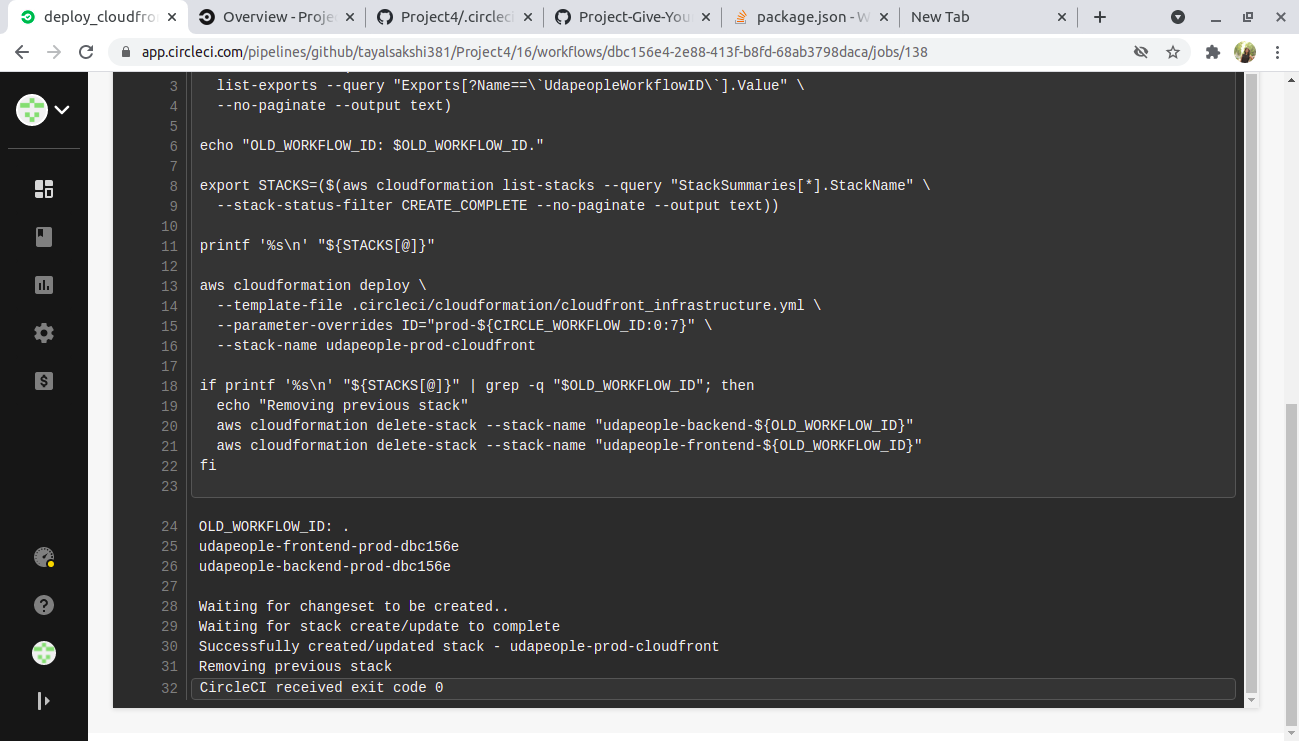 deploy_cloudfro
Overview - Proje
Project4/.circleci
Project-Give-You
package.json - W
New Tab
app.circleci.com/pipelines/github/tayalsakshi381/Project4/16/workflows/dbc156e4-2e88-413f-b8fd-68ab3798daca/jobs/138
3 list-exports --query "Exports[?Name==\`UdapeopleWorkflowID\`].Value" \
4 --no-paginate --output text)
5
6 echo "OLD_WORKFLOW_ID: $OLD_WORKFLOW_ID."
7
8 export STACKS=($(aws cloudformation list-stacks --query "StackSummaries[*].StackName" \
9 --stack-status-filter CREATE_COMPLETE --no-paginate --output text))
10
11 printf '%s\n' "${STACKS[@]}"
12
13 aws cloudformation deploy \
14 --template-file .circleci/cloudformation/cloudfront_infrastructure.yml \
15 --parameter-overrides ID="prod-${CIRCLE_WORKFLOW_ID:0:7}" \
16 --stack-name udapeople-prod-cloudfront
17
18 if printf '%s\n' "${STACKS[@]}" | grep -q "$OLD_WORKFLOW_ID"; then
19 echo "Removing previous stack"
20 aws cloudformation delete-stack --stack-name "udapeople-backend-${OLD_WORKFLOW_ID}"
21 aws cloudformation delete-stack --stack-name "udapeople-frontend-${OLD_WORKFLOW_ID}"
22 fi
23
24 OLD_WORKFLOW_ID: .
25 udapeople-frontend-prod-dbc156e
26 udapeople-backend-prod-dbc156e
27
28 Waiting for changeset to be created..
29 Waiting for stack create/update to complete
30 Successfully created/updated stack - udapeople-prod-cloudfront
31 Removing previous stack
32 CircleCI received exit code 0